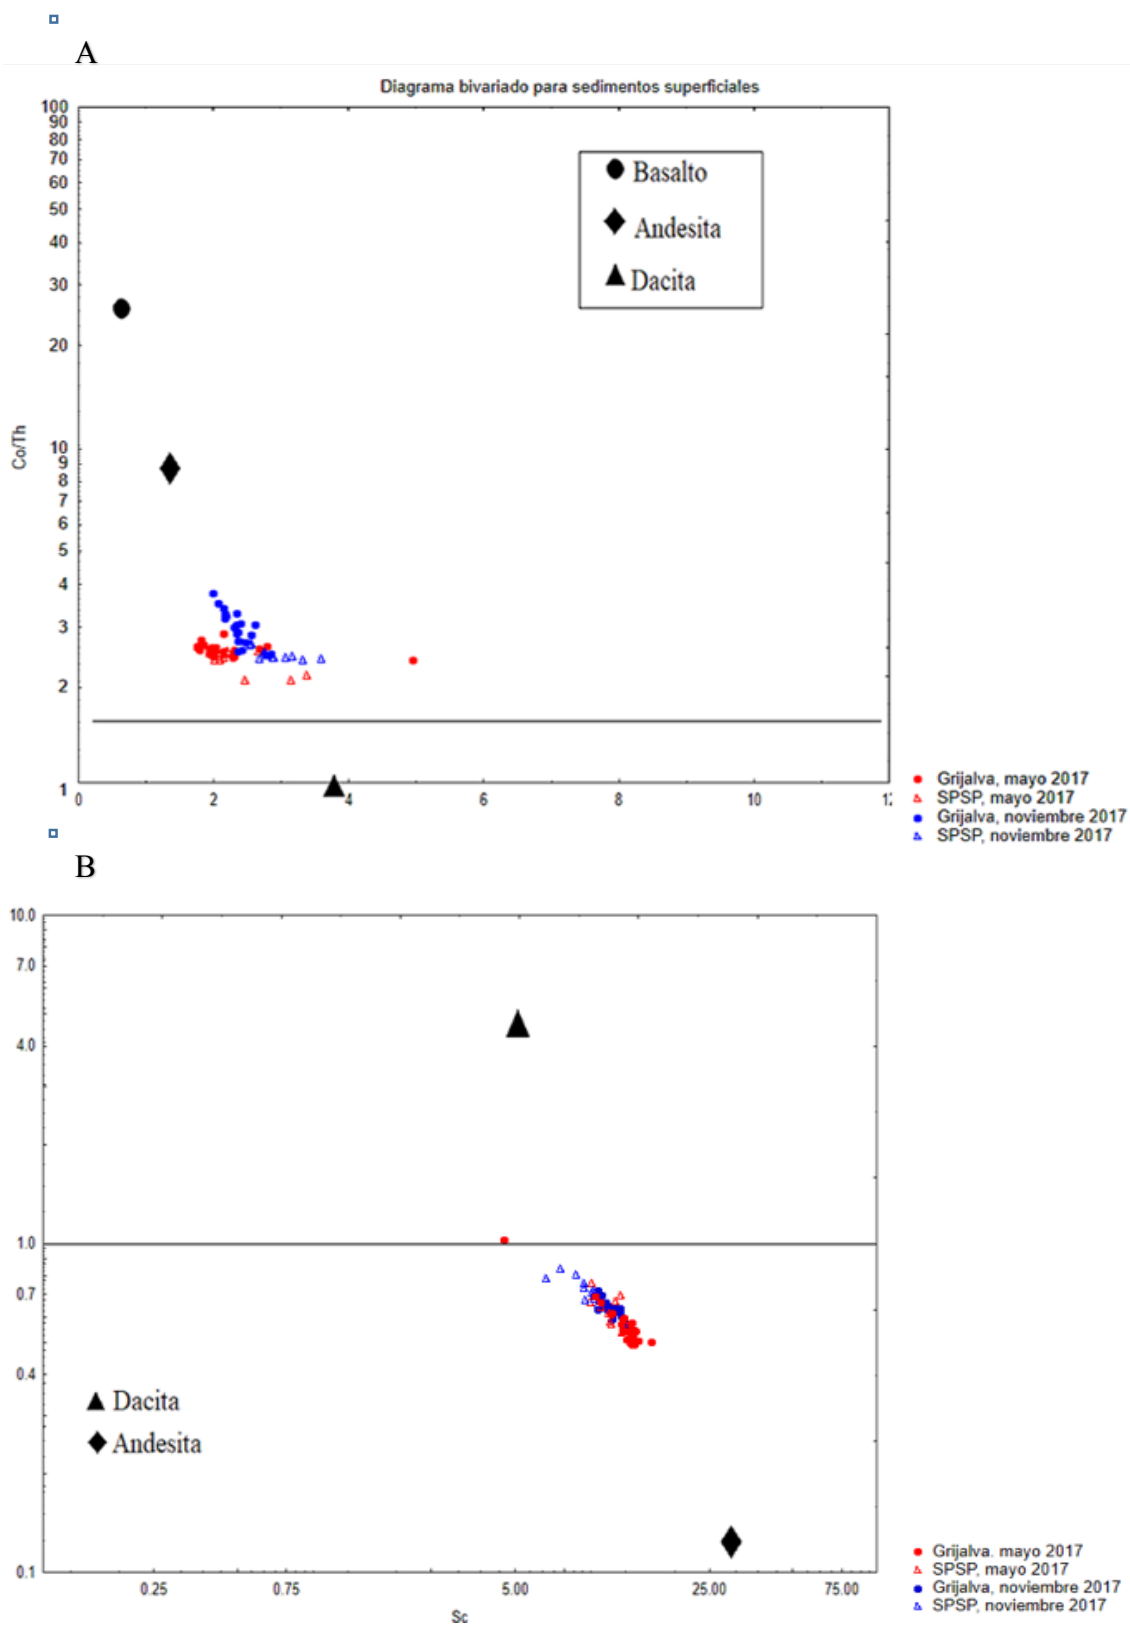 A
Diagrama bivariado para sedimentos superficiales
100
90
80
70
60
50
40
30
20
10
9
8
7
6
5
4
3
2
1
Co/Th
Basalto
Andesita
Dacita
0 2 4 6 8 10 12
Grijalva, mayo 2017
SPSP, mayo 2017
Grijalva, noviembre 2017
SPSP, noviembre 2017
B
10.0
7.0
4.0
1.0
0.7
0.4
0.1
Dacita
Andesita
0.25 0.75 5.00 25.00 75.00
Sc
Grijalva. mayo 2017
SPSP, mayo 2017
Grijalva, noviembre 2017
SPSP, noviembre 2017